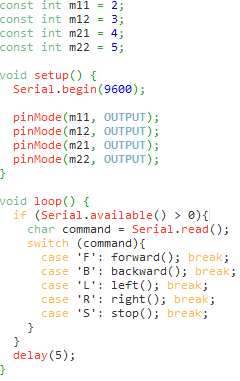 const int m11 = 2;
const int m12 = 3;
const int m21 = 4;
const int m22 = 5;

void setup() {
  Serial.begin(9600);

  pinMode(m11, OUTPUT);
  pinMode(m12, OUTPUT);
  pinMode(m21, OUTPUT);
  pinMode(m22, OUTPUT);
}

void loop() {
  if (Serial.available() > 0){
    char command = Serial.read();
    switch (command){
      case 'F': forward(); break;
      case 'B': backward(); break;
      case 'L': left(); break;
      case 'R': right(); break;
      case 'S': stop(); break;
    }
  }
  delay(5);
}